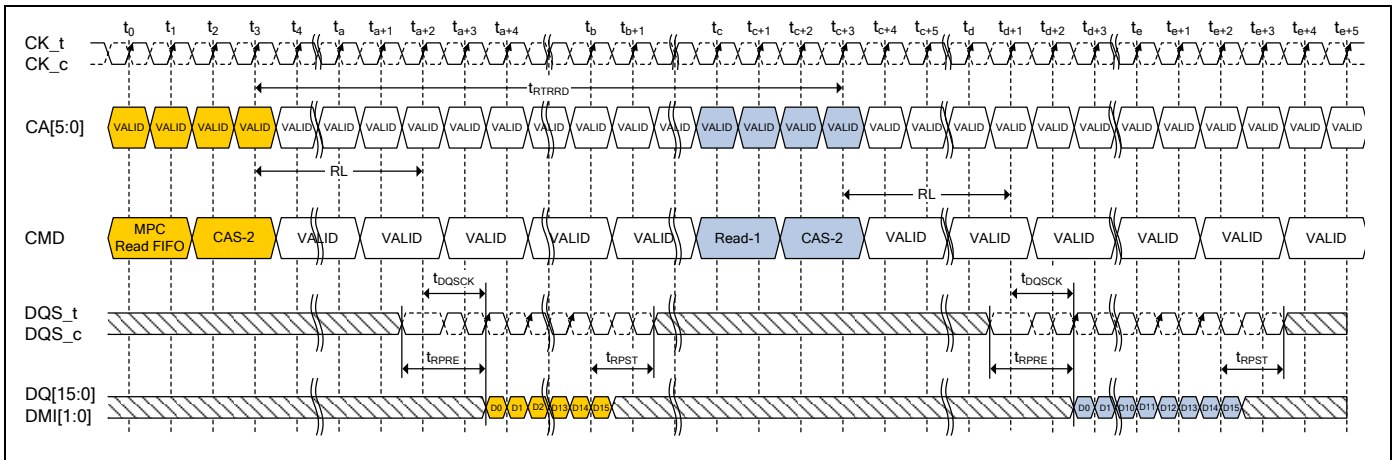 t0 t1 t2 t3 t4 ta ta+1 ta+2 ta+3 ta+4 tb tb+1 tc tc+1 tc+2 tc+3 tc+4 tc+5 td td+1 td+2 td+3 te te+1 te+2 te+3 te+4 te+5
CK_t
CK_c
tRTRRD
CA[5:0] VALID VALID VALID VALID VALID VALID VALID VALID VALID VALID VALID VALID VALID VALID VALID VALID VALID VALID VALID VALID VALID VALID VALID VALID VALID VALID VALID VALID VALID VALID
RL RL
CMD MPC Read FIFO CAS-2 VALID VALID VALID VALID VALID Read-1 CAS-2 VALID VALID VALID VALID VALID VALID
tDQSCK tDQSCK
DQS_t
DQS_c
tRPRE tRPST tRPRE tRPST
DQ[15:0]
DMI[1:0]
D0 D1 D2 D13 D14 D15 D0 D1 D10 D11 D12 D13 D14 D15